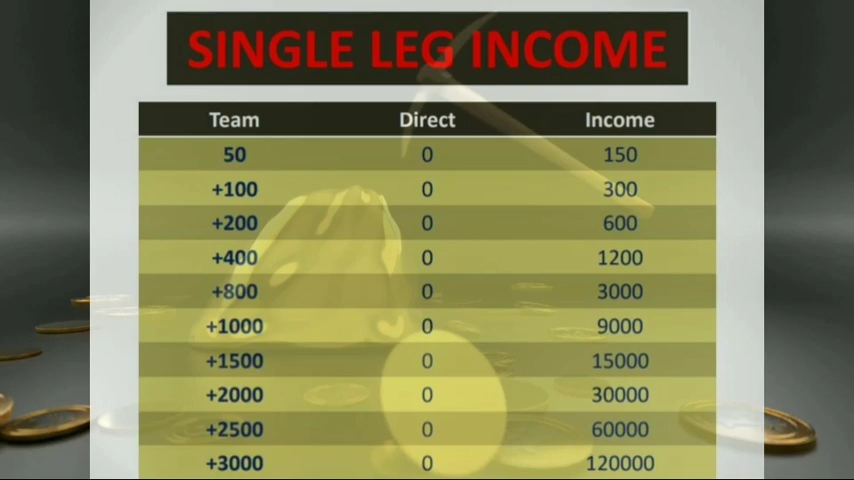 SINGLE LEG INCOME
Team Direct Income
50 0 150
+100 0 300
+200 0 600
+400 0 1200
+800 0 3000
+1000 0 9000
+1500 0 15000
+2000 0 30000
+2500 0 60000
+3000 0 120000